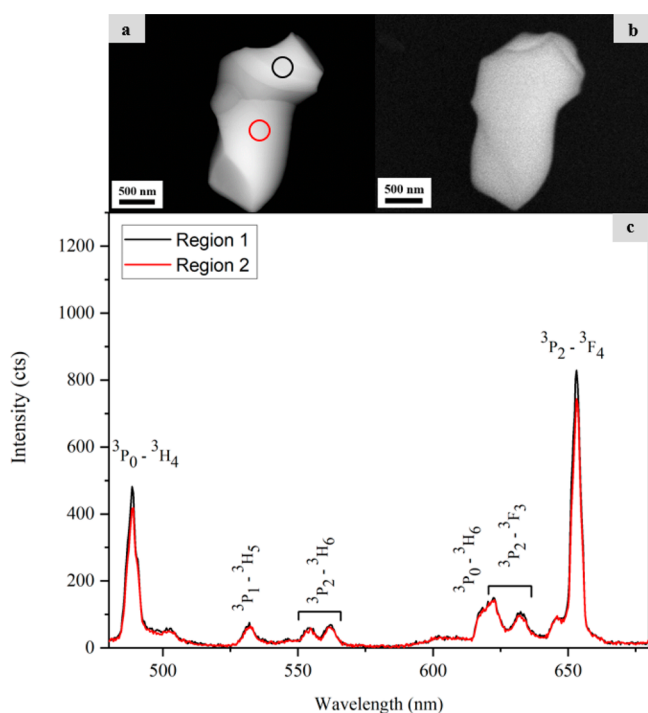 a
b
500 nm
500 nm
c
Region 1
Region 2
1200
1000
800
600
400
200
0
Intensity (cts)
³P₀ - ³H₄
³P₁ - ³H₅
³P₂ - ³H₆
³P₀ - ³H₆
³P₂ - ³F₃
³P₂ - ³F₄
500
550
600
650
Wavelength (nm)